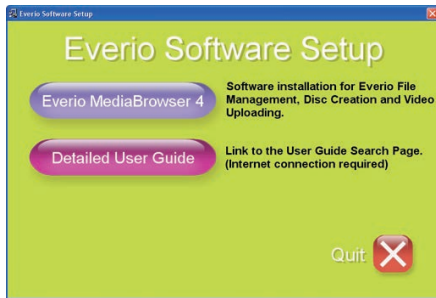 Everio Software Setup
Everio Software Setup
Everio MediaBrowser 4
Software installation for Everio File
Management, Disc Creation and Video
Uploading.
Detailed User Guide
Link to the User Guide Search Page.
(Internet connection required)
Quit